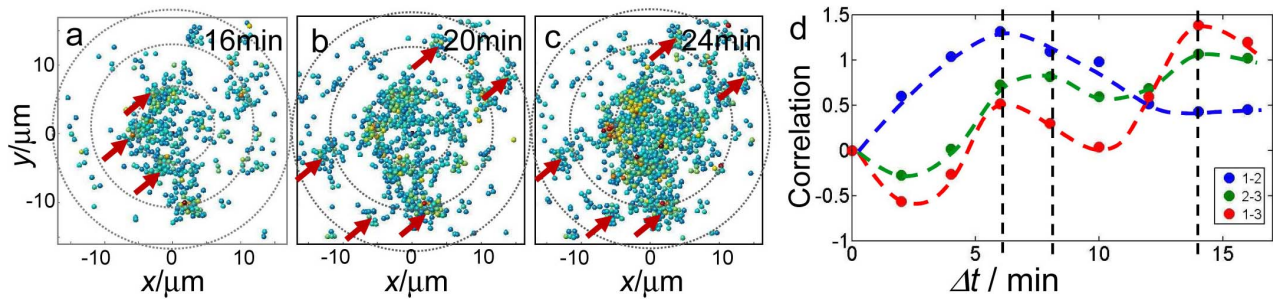 a
16min
b
20min
c
24min
y/μm
10
0
-10
-10 0 10
x/μm
-10 0 10
x/μm
-10 0 10
x/μm
d
Correlation
1.5
1
0.5
0
-0.5
-1
0 5 10 15
Δt / min
1-2
2-3
1-3